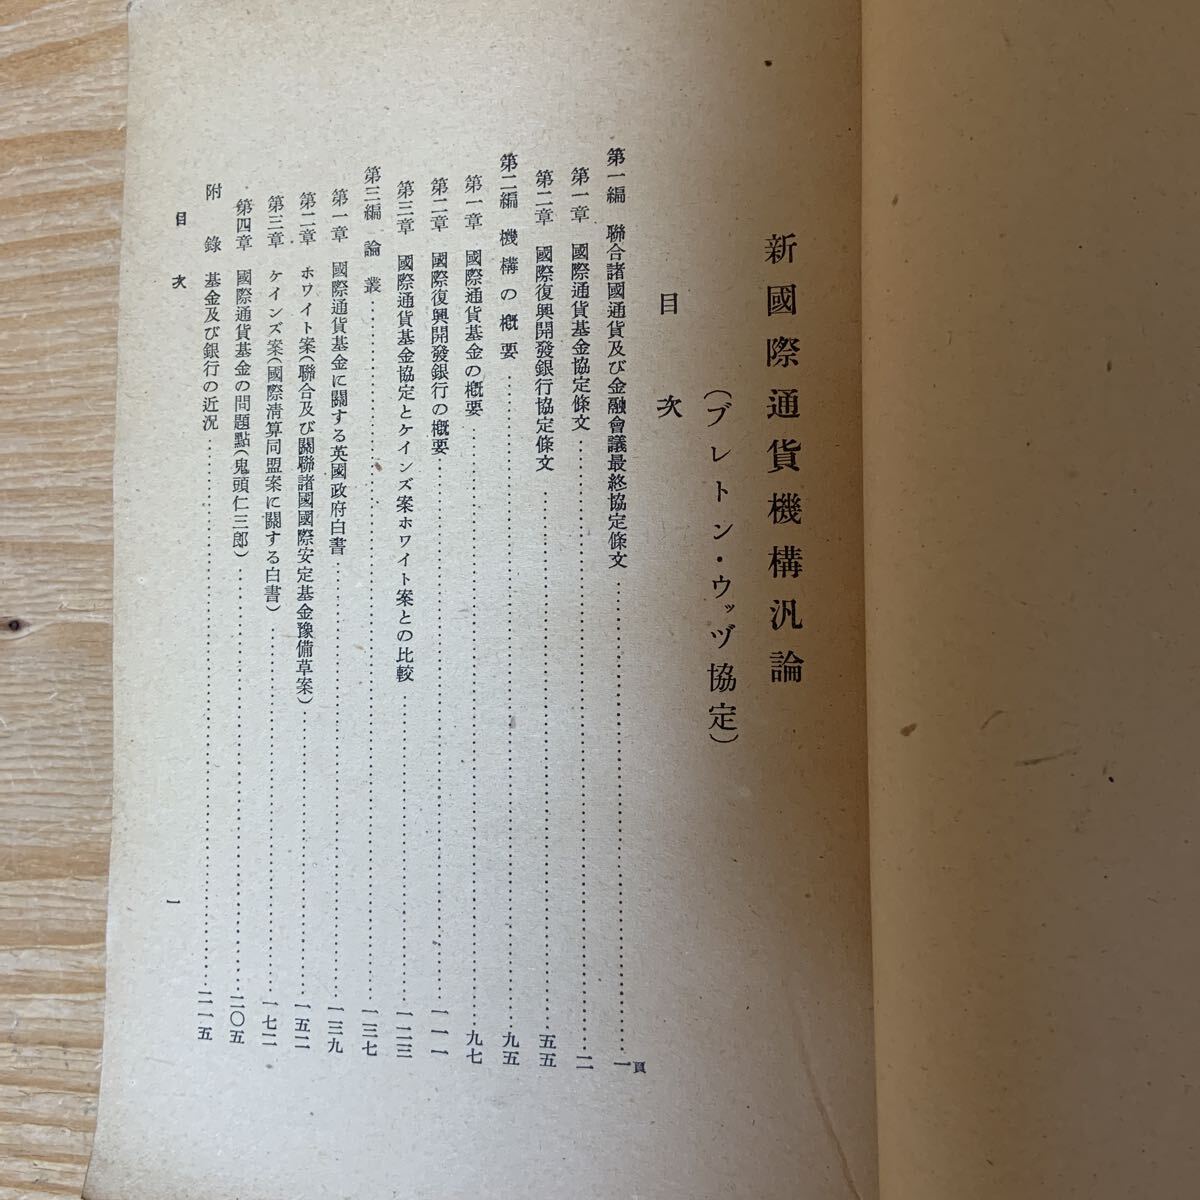 新國際通貨機構汎論
(ブレトン・ウッヅ協定)
目次
第一編 聯合諸國通貨及び金融會議最終協定條文……一頁
第一章 國際通貨基金協定條文……二
第二章 國際復興開發銀行協定條文……五五
第二編 機構の概要……九五
第一章 國際通貨基金の概要……九七
第二章 國際復興開發銀行の概要……一一一
第三章 國際通貨基金協定とケインズ案ホワイト案との比較……一二三
第三編 論叢……一三七
第一章 國際通貨基金に關する英國政府白書……一三九
第二章 ホワイト案(聯合及び關聯諸國國際安定基金豫備草案)……一五二
第三章 ケインズ案(國際淸算同盟案に關する白書)……一七二
第四章 國際通貨基金の問題點(鬼頭仁三郎)……二〇五
附錄 基金及び銀行の近況……二一五
目次
一